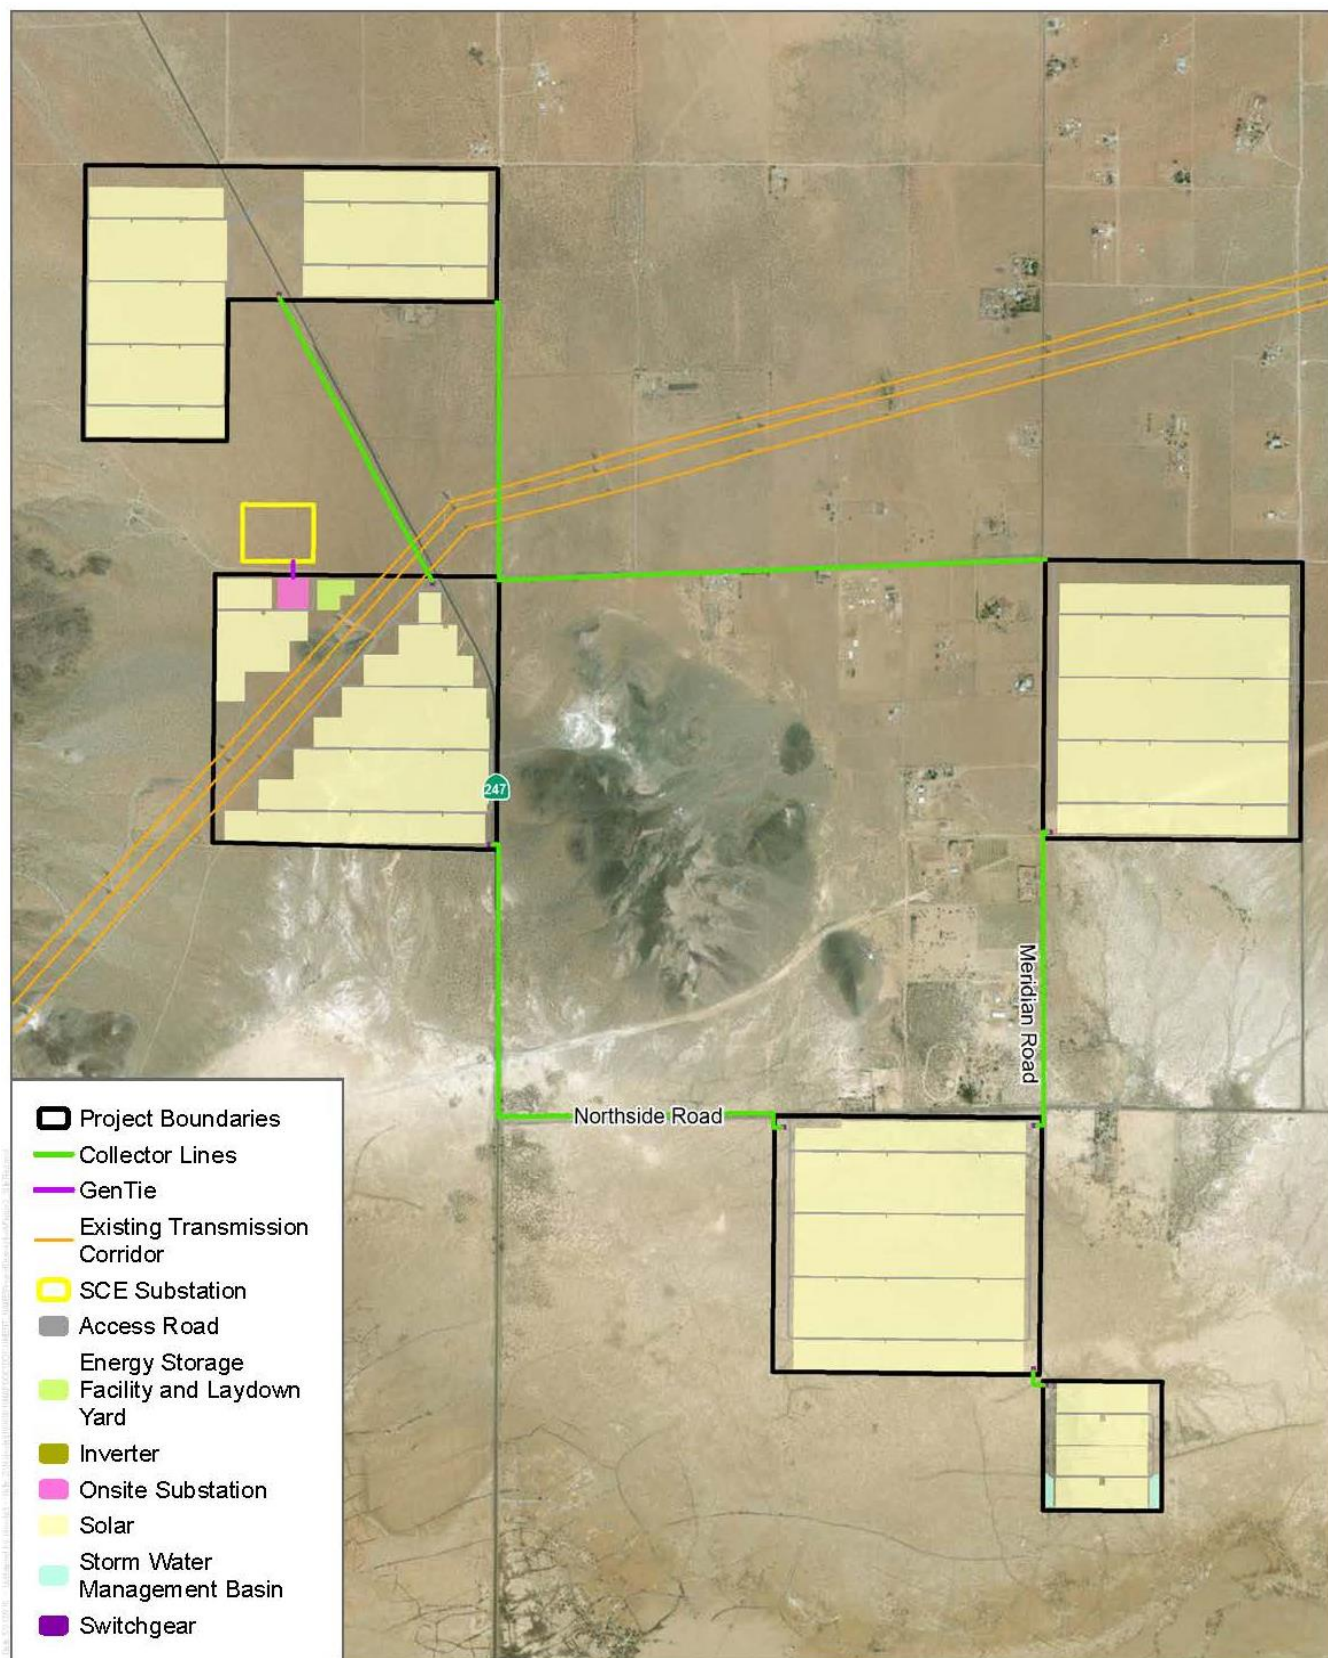 247
Meridian Road
Northside Road
Project Boundaries
Collector Lines
GenTie
Existing Transmission
Corridor
SCE Substation
Access Road
Energy Storage
Facility and Laydown
Yard
Inverter
Onsite Substation
Solar
Storm Water
Management Basin
Switchgear